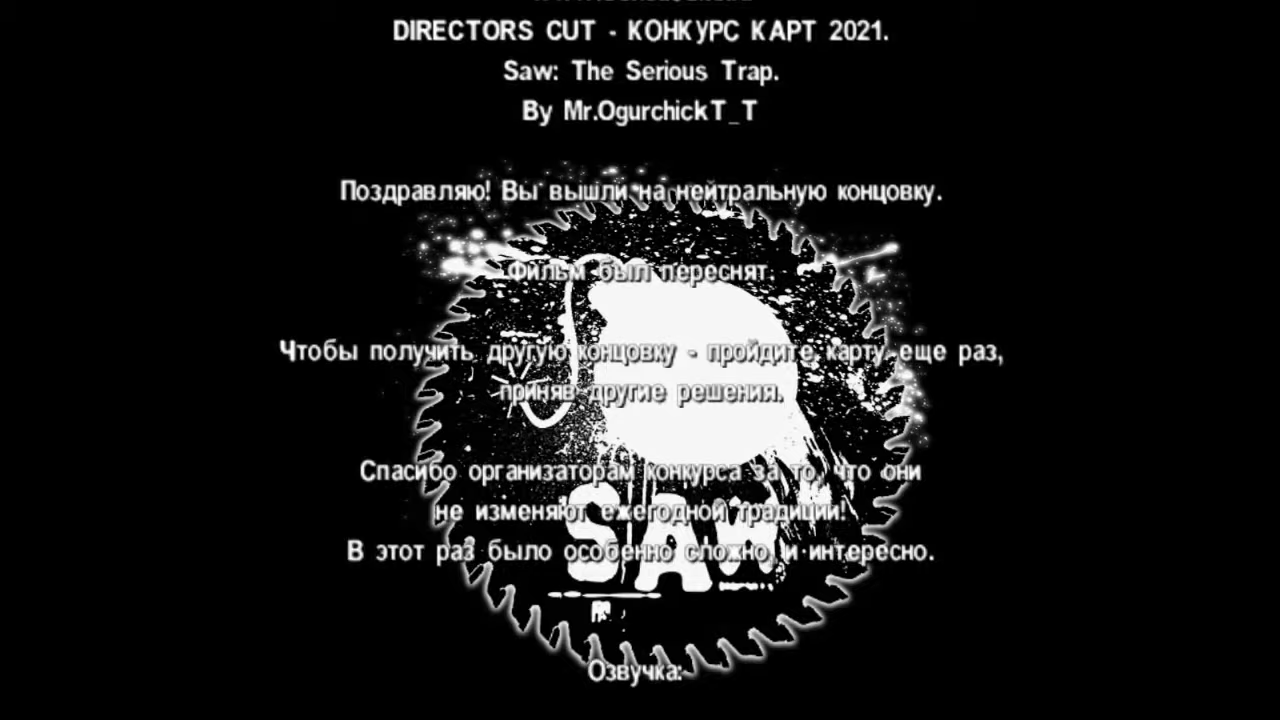 DIRECTORS CUT - КОНКУРС КАРТ 2021.
Saw: The Serious Trap.
By Mr.OgurchickT_T
Поздравляю! Вы вышли на нейтральную концовку.
Фильм был переснят.
Чтобы получить другую концовку - пройдите карту еще раз,
приняв другие решения.
Спасибо организаторам конкурса за то, что они
не изменяют ежегодной традиции!
SAW
В этот раз было особенно сложно и интересно.
Озвучка: